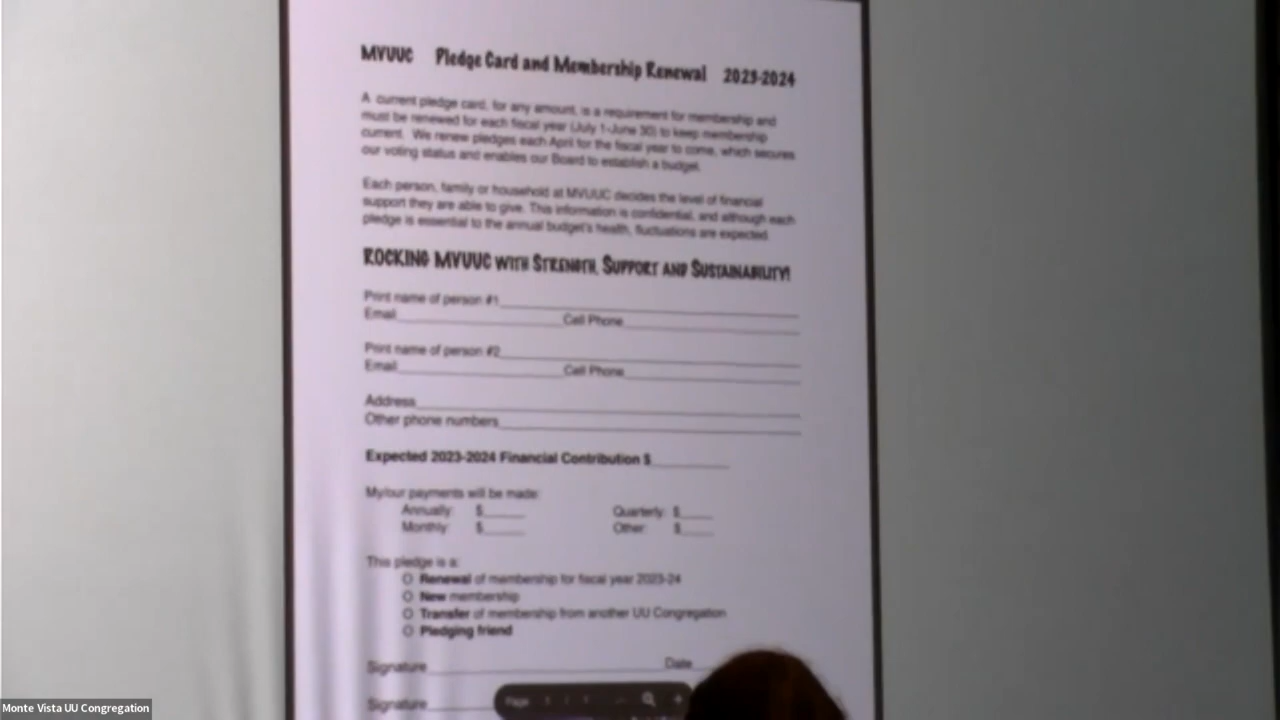 MVUUC Pledge Card and Membership Renewal 2023-2024
A current pledge card, for any amount, is a requirement for membership and
must be renewed for each fiscal year (July 1-June 30) to keep membership
current. We renew pledges each April for the fiscal year to come, which secures
our voting status and enables our Board to establish a budget.
Each person, family or household at MVUUC decides the level of financial
support they are able to give. This information is confidential, and although each
pledge is essential to the annual budget's health, fluctuations are expected.
ROCKING MVUUC WITH STRENGTH, SUPPORT AND SUSTAINABILITY!
Print name of person #1
Email Cell Phone
Print name of person #2
Email Cell Phone
Address
Other phone numbers
Expected 2023-2024 Financial Contribution $
My/our payments will be made:
Annually: $ Quarterly: $
Monthly: $ Other: $
This pledge is a:
O Renewal of membership for fiscal year 2023-24
O New membership
O Transfer of membership from another UU Congregation
O Pledging friend
Signature Date
Signature
Page
Monte Vista UU Congregation